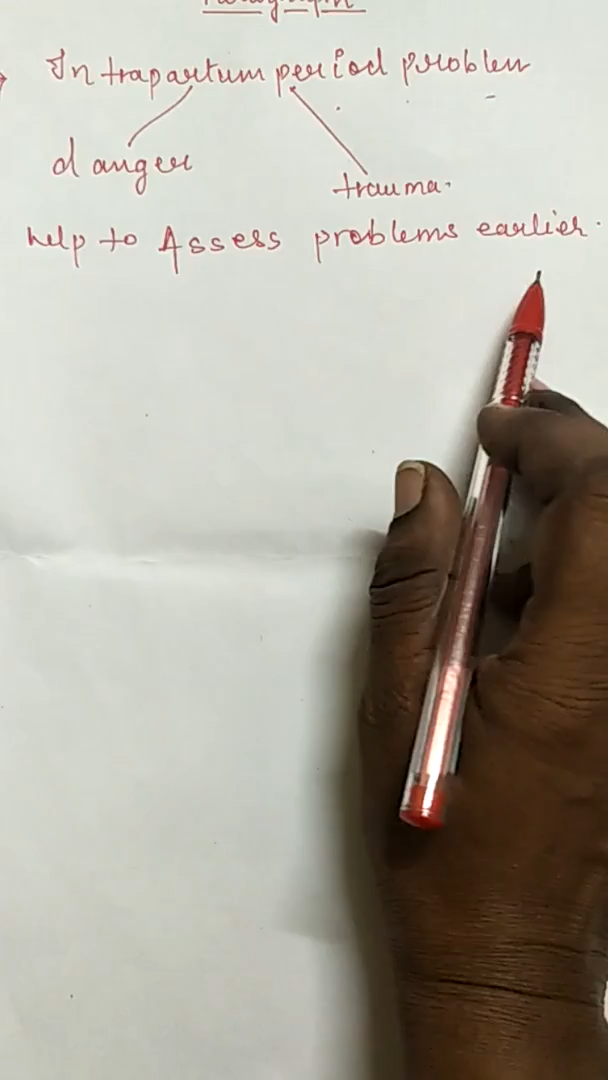 Intrapartum period problem
danger
trauma.
help to Assess problems earlier.